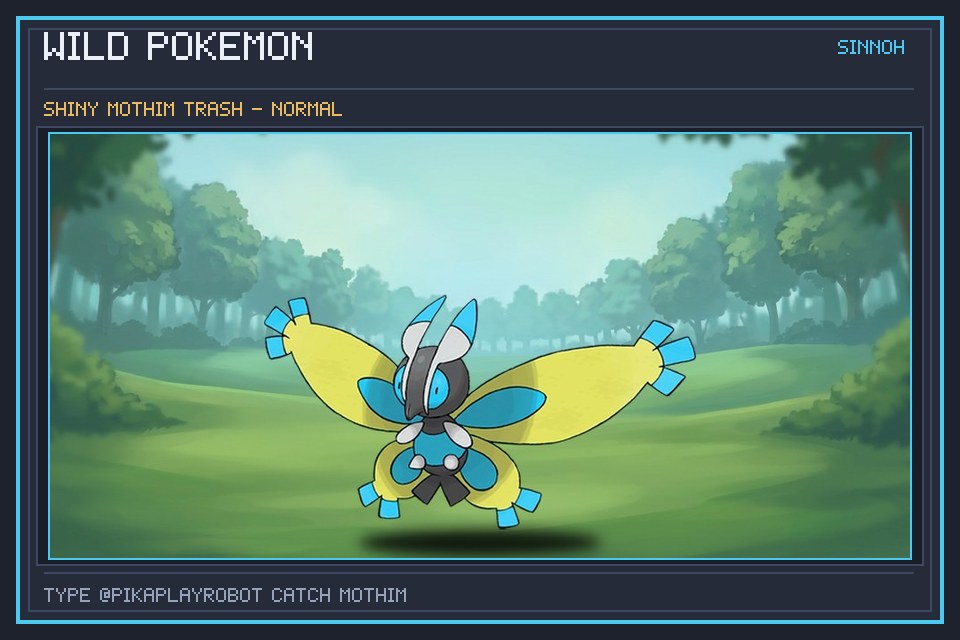 WILD POKEMON
SINNOH
SHINY MOTHIM TRASH - NORMAL
TYPE @PIKAPLAYROBOT CATCH MOTHIM